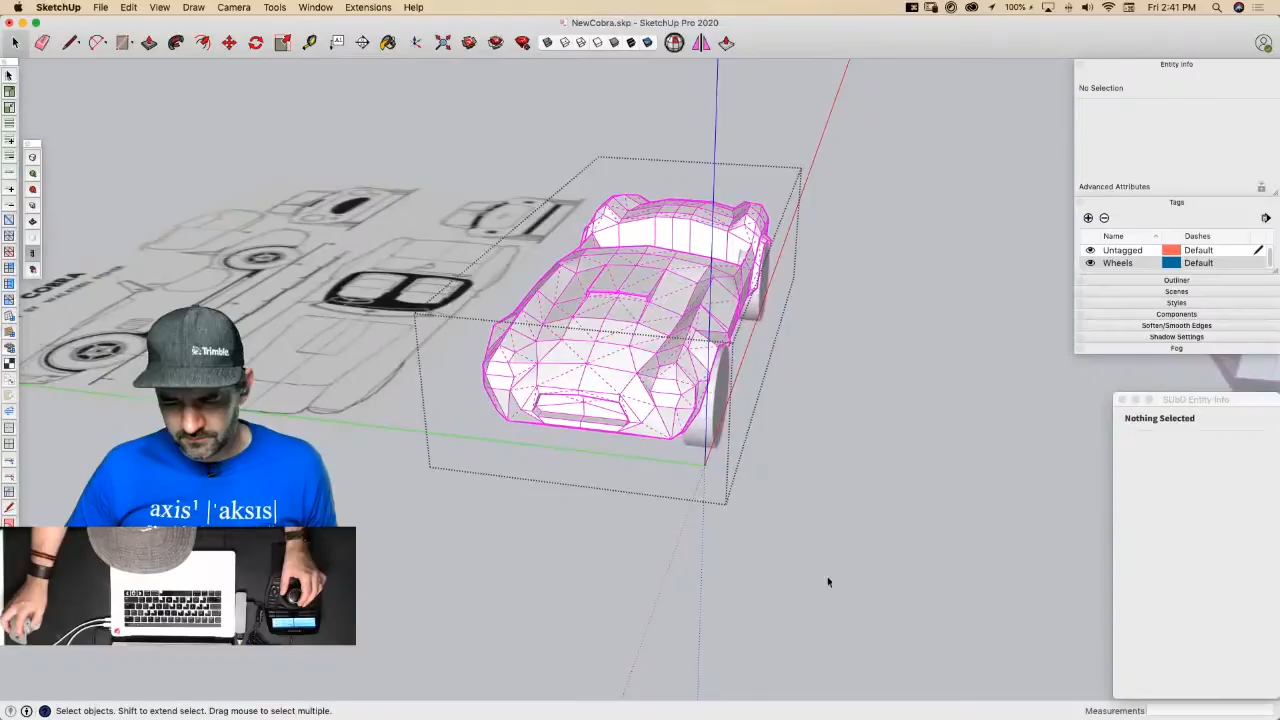 SketchUp File Edit View Draw Camera Tools Window Extensions Help
100% Fri 2:41 PM
NewCobra.skp - SketchUp Pro 2020
Entity Info
No Selection
Advanced Attributes
Tags
Name Dashes
Untagged Default
Wheels Default
Outliner
Scenes
Styles
Components
Soften/Smooth Edges
Shadow Settings
Fog
SUbD Entity Info
Nothing Selected
Trimble
axis¹ |ˈaksɪs|
Select objects. Shift to extend select. Drag mouse to select multiple.
Measurements